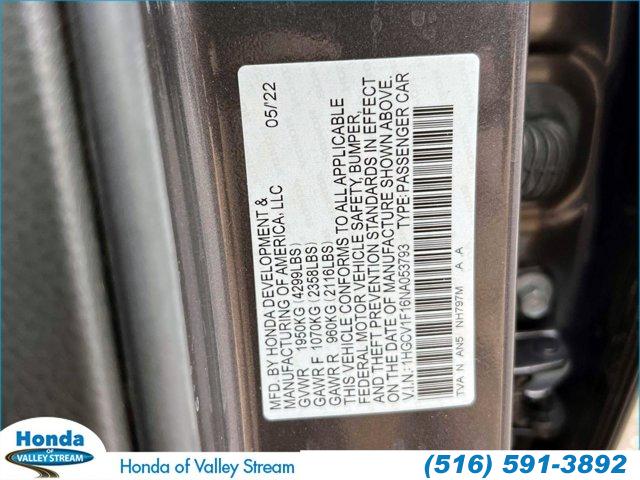 MFD. BY HONDA DEVELOPMENT & 05/22
MANUFACTURING OF AMERICA, LLC
GVWR 1950KG (4299LBS)
GAWR F 1070KG (2358LBS)
GAWR R 960KG (2116LBS)
THIS VEHICLE CONFORMS TO ALL APPLICABLE
FEDERAL MOTOR VEHICLE SAFETY, BUMPER,
AND THEFT PREVENTION STANDARDS IN EFFECT
ON THE DATE OF MANUFACTURE SHOWN ABOVE.
V.I.N.: 1HGCV1F16NA053793 TYPE:PASSENGER CAR
TVA N AN5 NH797M A A
Honda
OF
VALLEY STREAM
Honda of Valley Stream
(516) 591-3892